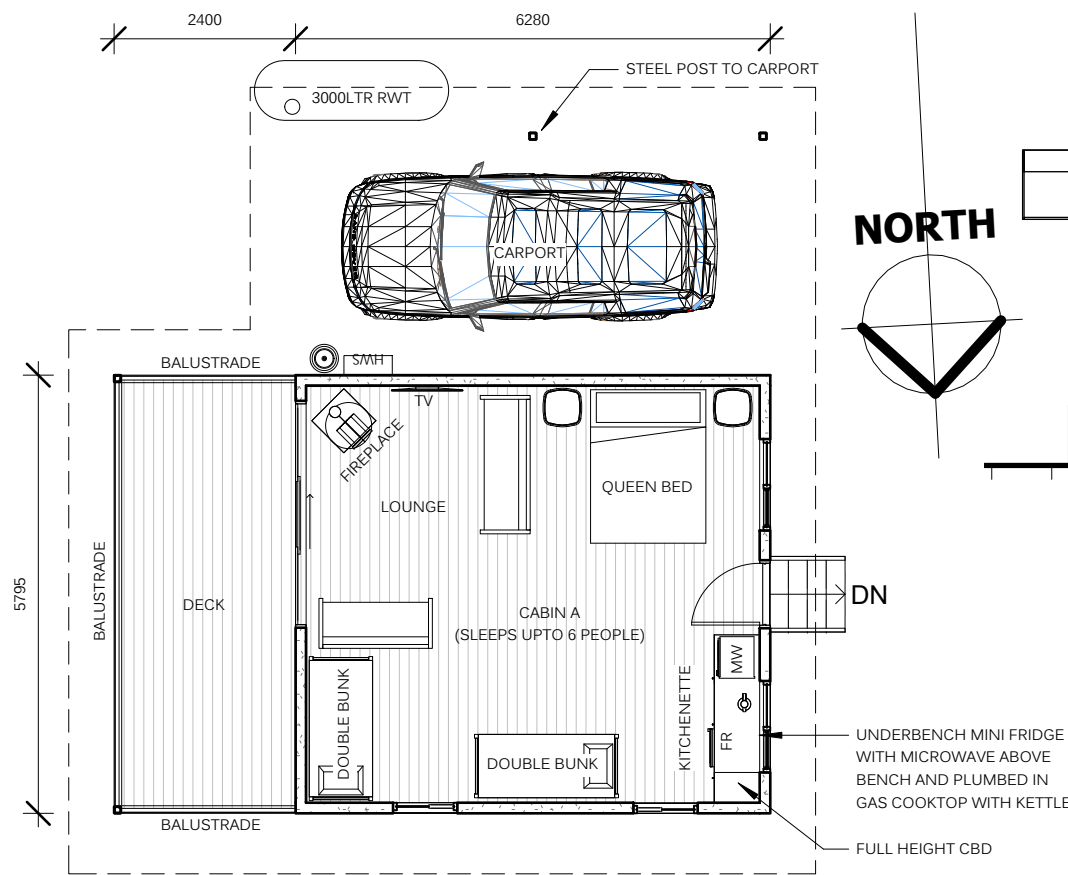 2400
6280
STEEL POST TO CARPORT
3000LTR RWT
NORTH
CARPORT
BALUSTRADE
HWS
TV
FIREPLACE
QUEEN BED
LOUNGE
5795
BALUSTRADE
DECK
DN
CABIN A
(SLEEPS UPTO 6 PEOPLE)
MW
KITCHENETTE
DOUBLE BUNK
FR
DOUBLE BUNK
UNDERBENCH MINI FRIDGE
WITH MICROWAVE ABOVE
BENCH AND PLUMBED IN
GAS COOKTOP WITH KETTLE
BALUSTRADE
FULL HEIGHT CBD